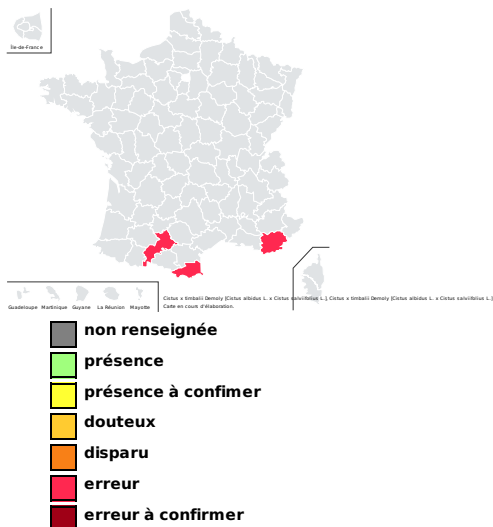 Île-de-France
Guadeloupe Martinique Guyane La Réunion Mayotte
Cistus x timbalii Demoly [Cistus albidus L. x Cistus salviifolius L.], Cistus x timbalii Demoly [Cistus albidus L. x Cistus salviifolius L.]
Carte en cours d'élaboration.
non renseignée
présence
présence à confimer
douteux
disparu
erreur
erreur à confirmer